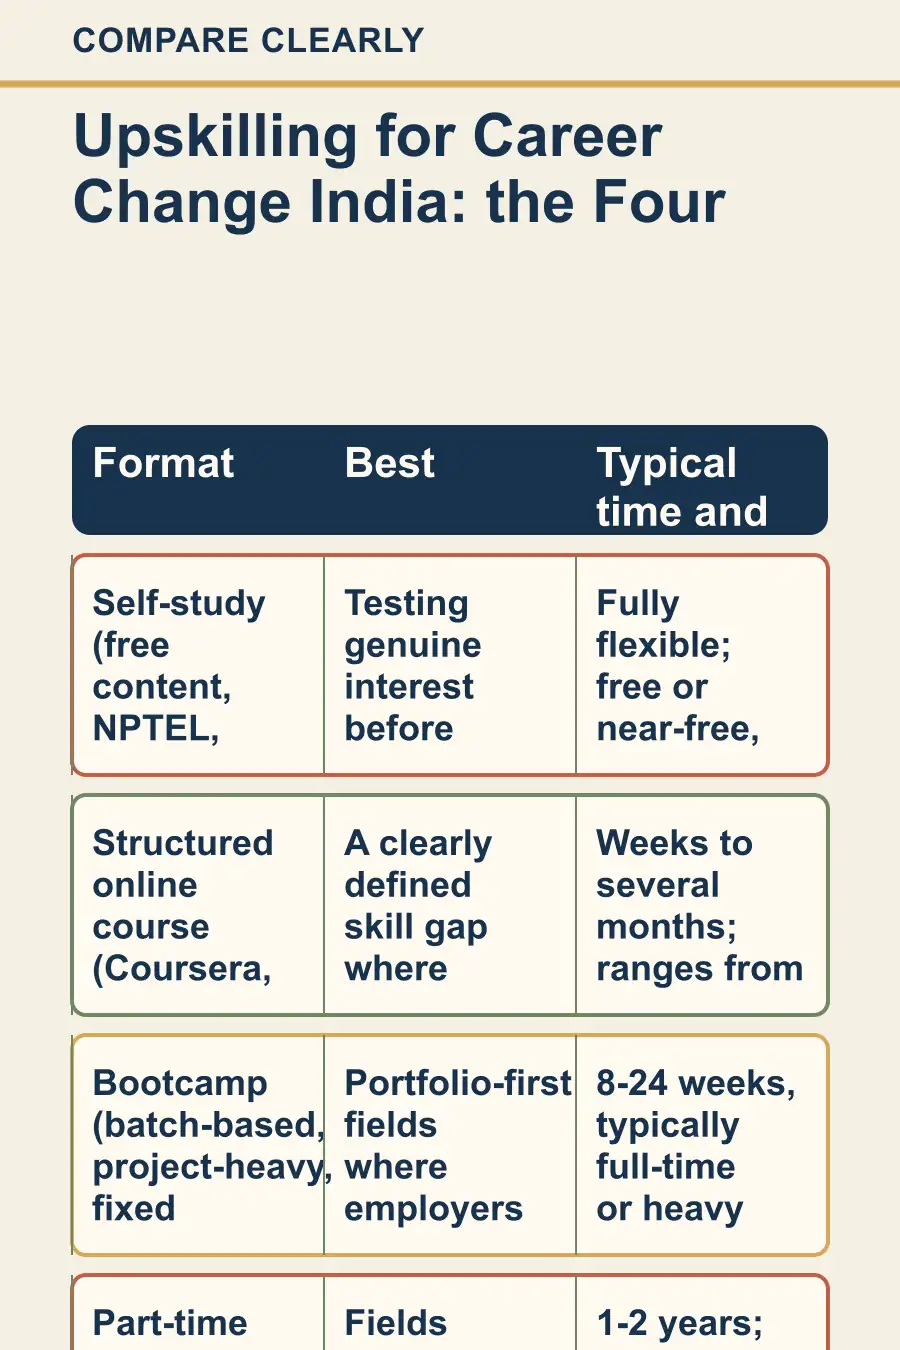 COMPARE CLEARLY
Upskilling for Career
Change India: the Four
Format
Best
Typical
time and
Self-study
(free
content,
NPTEL,
Testing
genuine
interest
before
Fully
flexible;
free or
near-free,
Structured
online
course
(Coursera,
A clearly
defined
skill gap
where
Weeks to
several
months;
ranges from
Bootcamp
(batch-based,
project-heavy,
fixed
Portfolio-first
fields
where
employers
8-24 weeks,
typically
full-time
or heavy
Part-time
Fields
1-2 years;